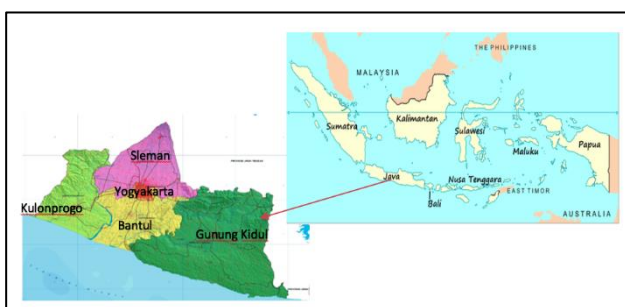 Sleman
Yogyakarta
Kulonprogo
Bantul
Gunung Kidul
THE PHILIPPINES
MALAYSIA
Kalimantan
Sumatra
Sulawesi
Papua
Maluku
Java
Nusa Tenggara
EAST TIMOR
Bali
AUSTRALIA